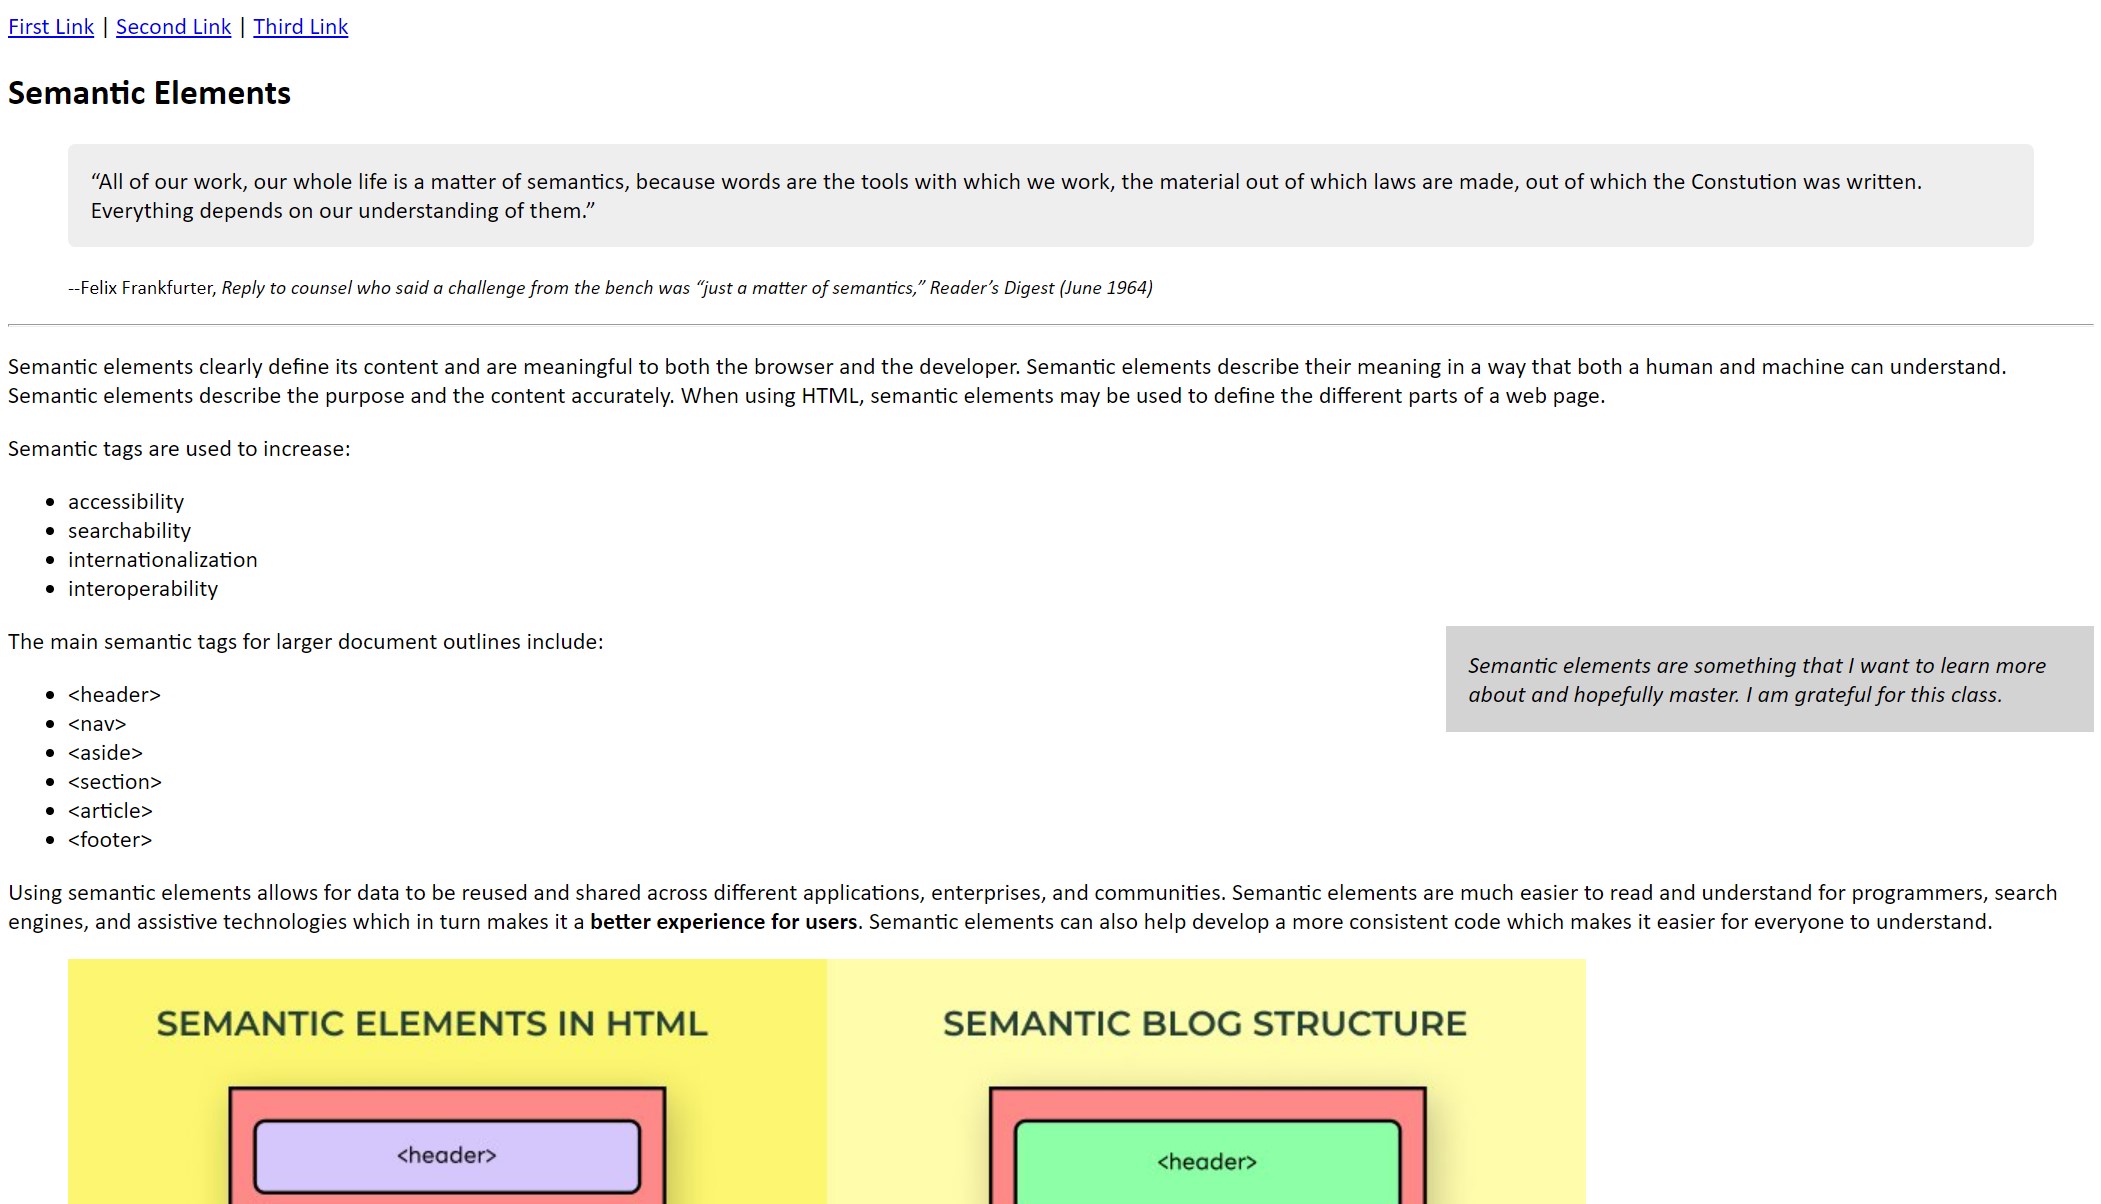 First Link | Second Link | Third Link
Semantic Elements
“All of our work, our whole life is a matter of semantics, because words are the tools with which we work, the material out of which laws are made, out of which the Constution was written.
Everything depends on our understanding of them.”
--Felix Frankfurter, Reply to counsel who said a challenge from the bench was “just a matter of semantics,” Reader’s Digest (June 1964)
Semantic elements clearly define its content and are meaningful to both the browser and the developer. Semantic elements describe their meaning in a way that both a human and machine can understand.
Semantic elements describe the purpose and the content accurately. When using HTML, semantic elements may be used to define the different parts of a web page.
Semantic tags are used to increase:
• accessibility
• searchability
• internationalization
• interoperability
The main semantic tags for larger document outlines include:
• <header>
• <nav>
• <aside>
• <section>
• <article>
• <footer>
Semantic elements are something that I want to learn more
about and hopefully master. I am grateful for this class.
Using semantic elements allows for data to be reused and shared across different applications, enterprises, and communities. Semantic elements are much easier to read and understand for programmers, search
engines, and assistive technologies which in turn makes it a better experience for users. Semantic elements can also help develop a more consistent code which makes it easier for everyone to understand.
SEMANTIC ELEMENTS IN HTML
<header>
SEMANTIC BLOG STRUCTURE
<header>